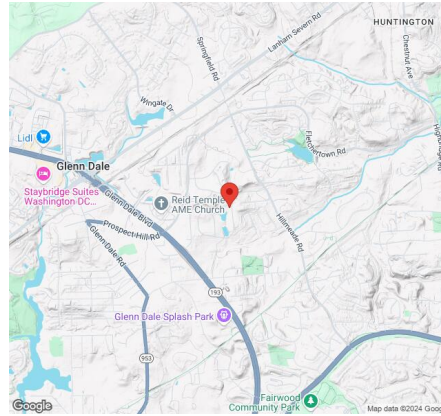 HUNTINGTON
Lanham Severn Rd
Springfield Rd
Chestnut Ave
Wingate Dr
Lidl
Fletchertown Rd
Glenn Dale
Staybridge Suites
Washington DC...
Reid Temple
AME Church
Glenn Dale Blvd
Prospect Hill Rd
Glenn Dale Rd
Hillmeade Rd
193
Glenn Dale Splash Park
953
Fairwood
Community Park
Google
Map data ©2024 Goo